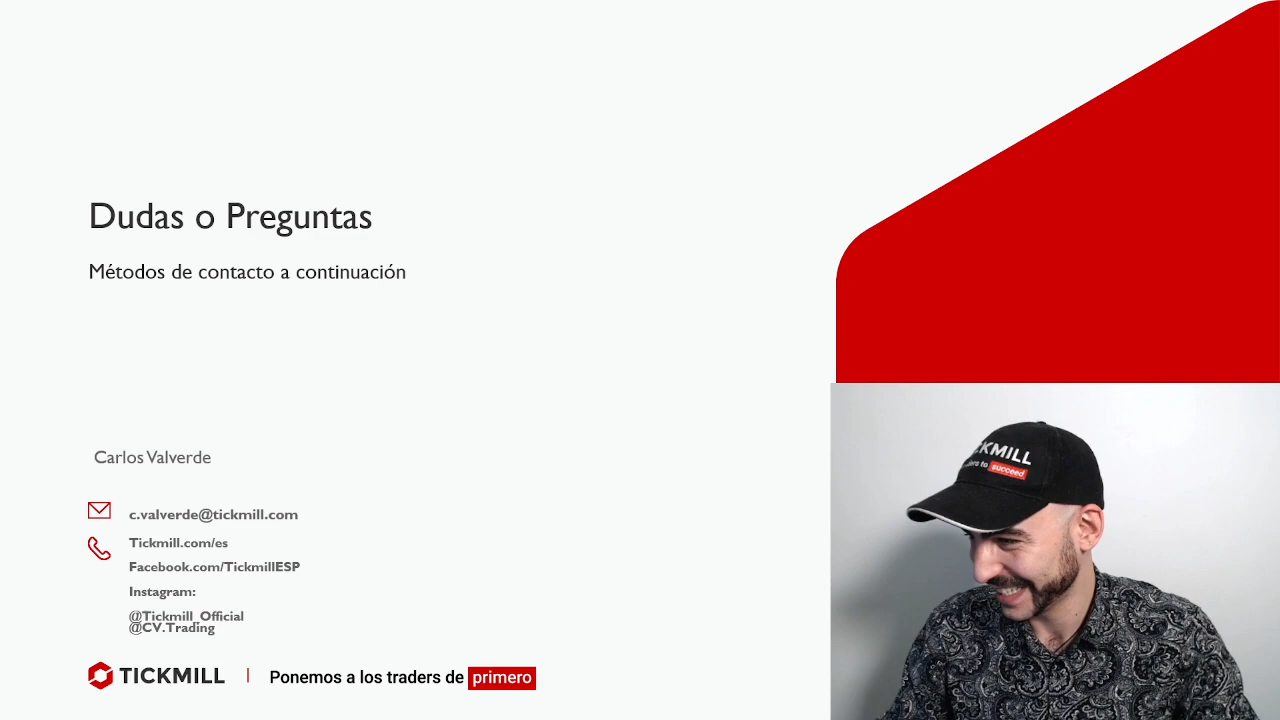 Dudas o Preguntas
Métodos de contacto a continuación
Carlos Valverde
c.valverde@tickmill.com
Tickmill.com/es
Facebook.com/TickmillESP
Instagram:
@Tickmill_Official
@CV.Trading
TICKMILL | Ponemos a los traders de primero
succeed